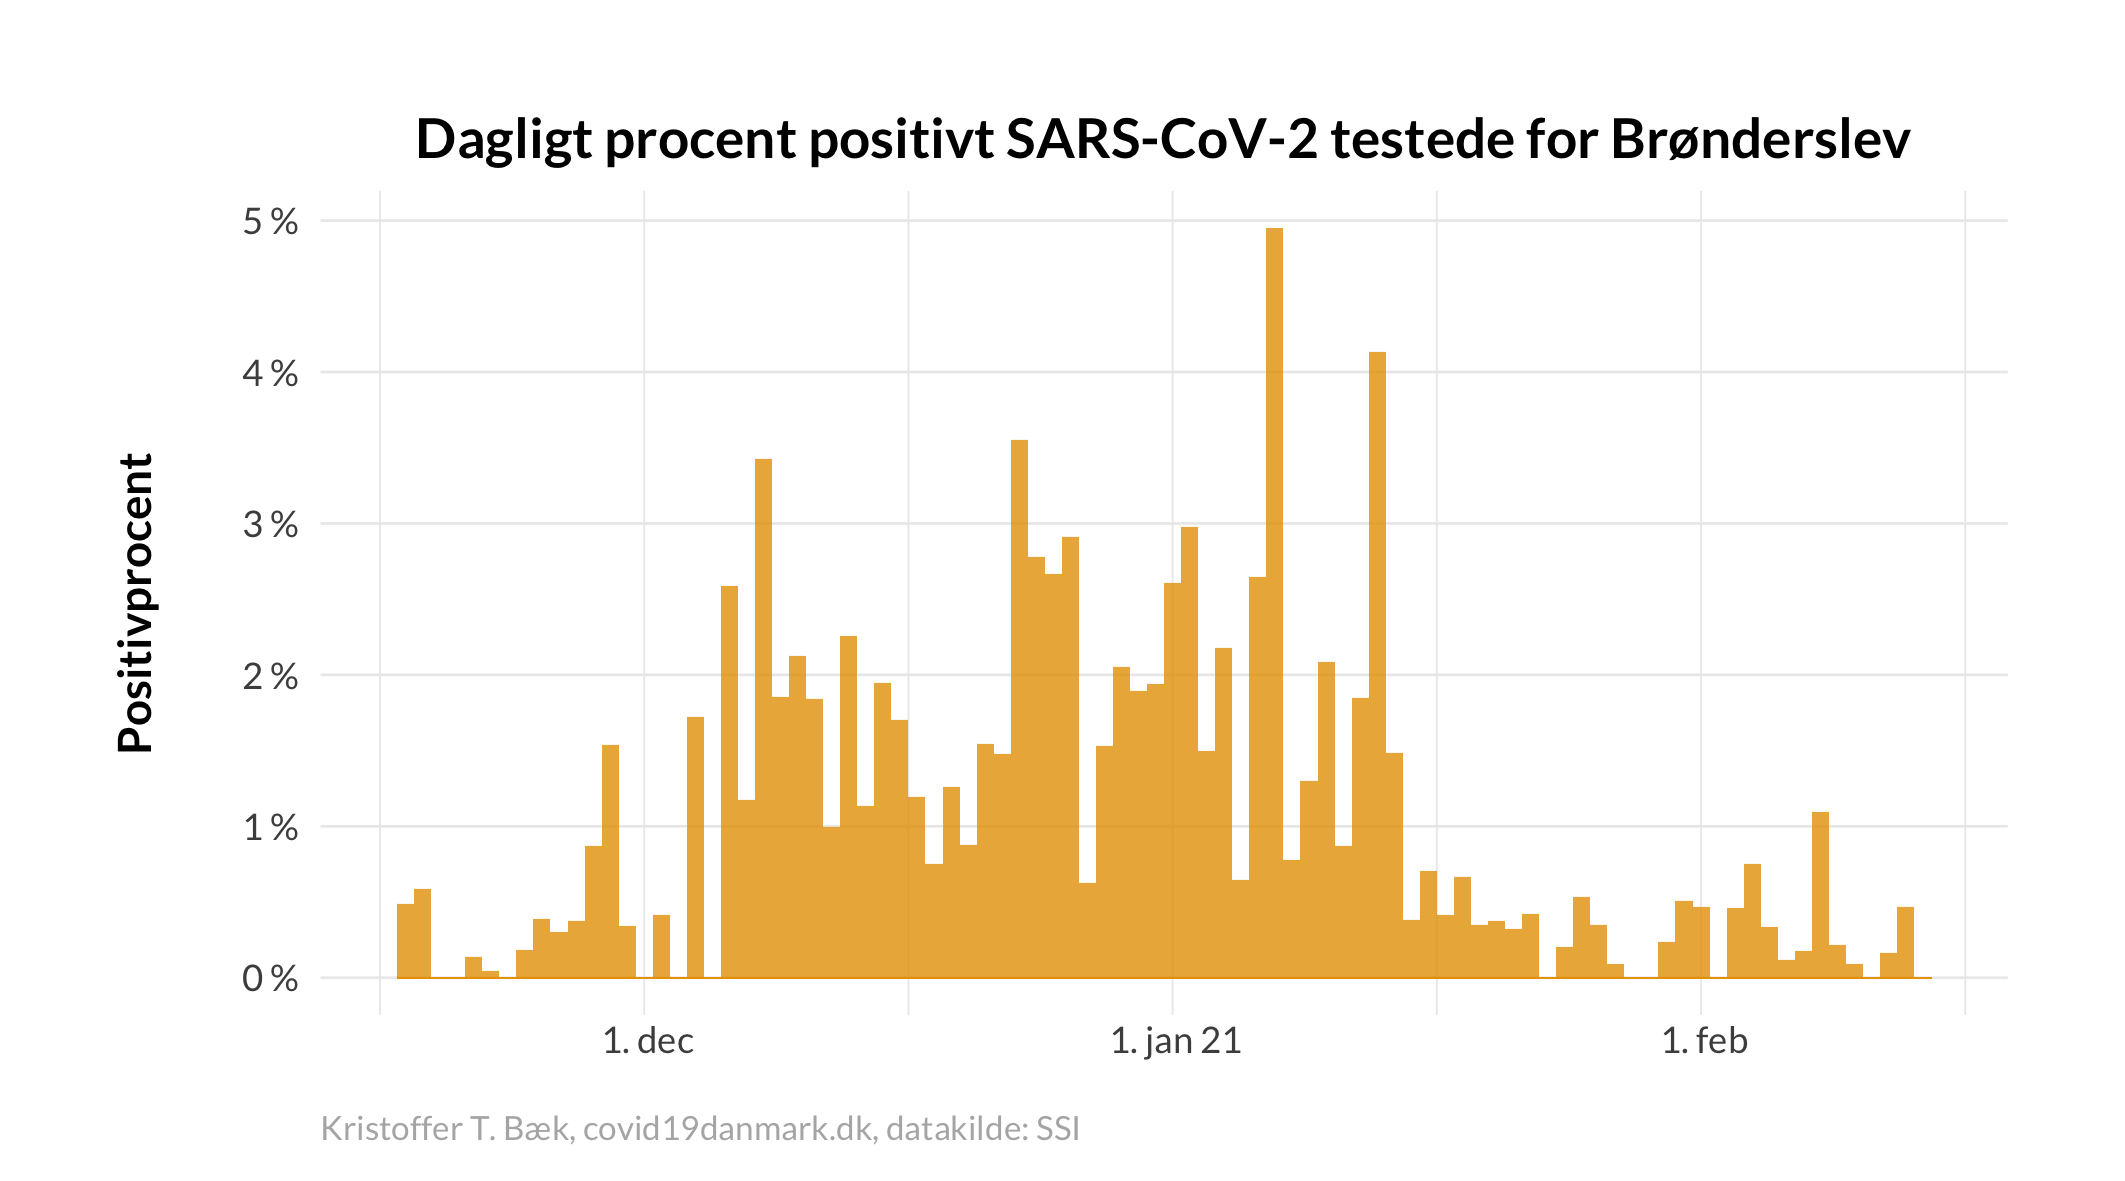 Dagligt procent positivt SARS-CoV-2 testede for Brønderslev
Positivprocent
5 %
4 %
3 %
2 %
1 %
0 %
1. dec
1. jan 21
1. feb
Kristoffer T. Bæk, covid19danmark.dk, datakilde: SSI